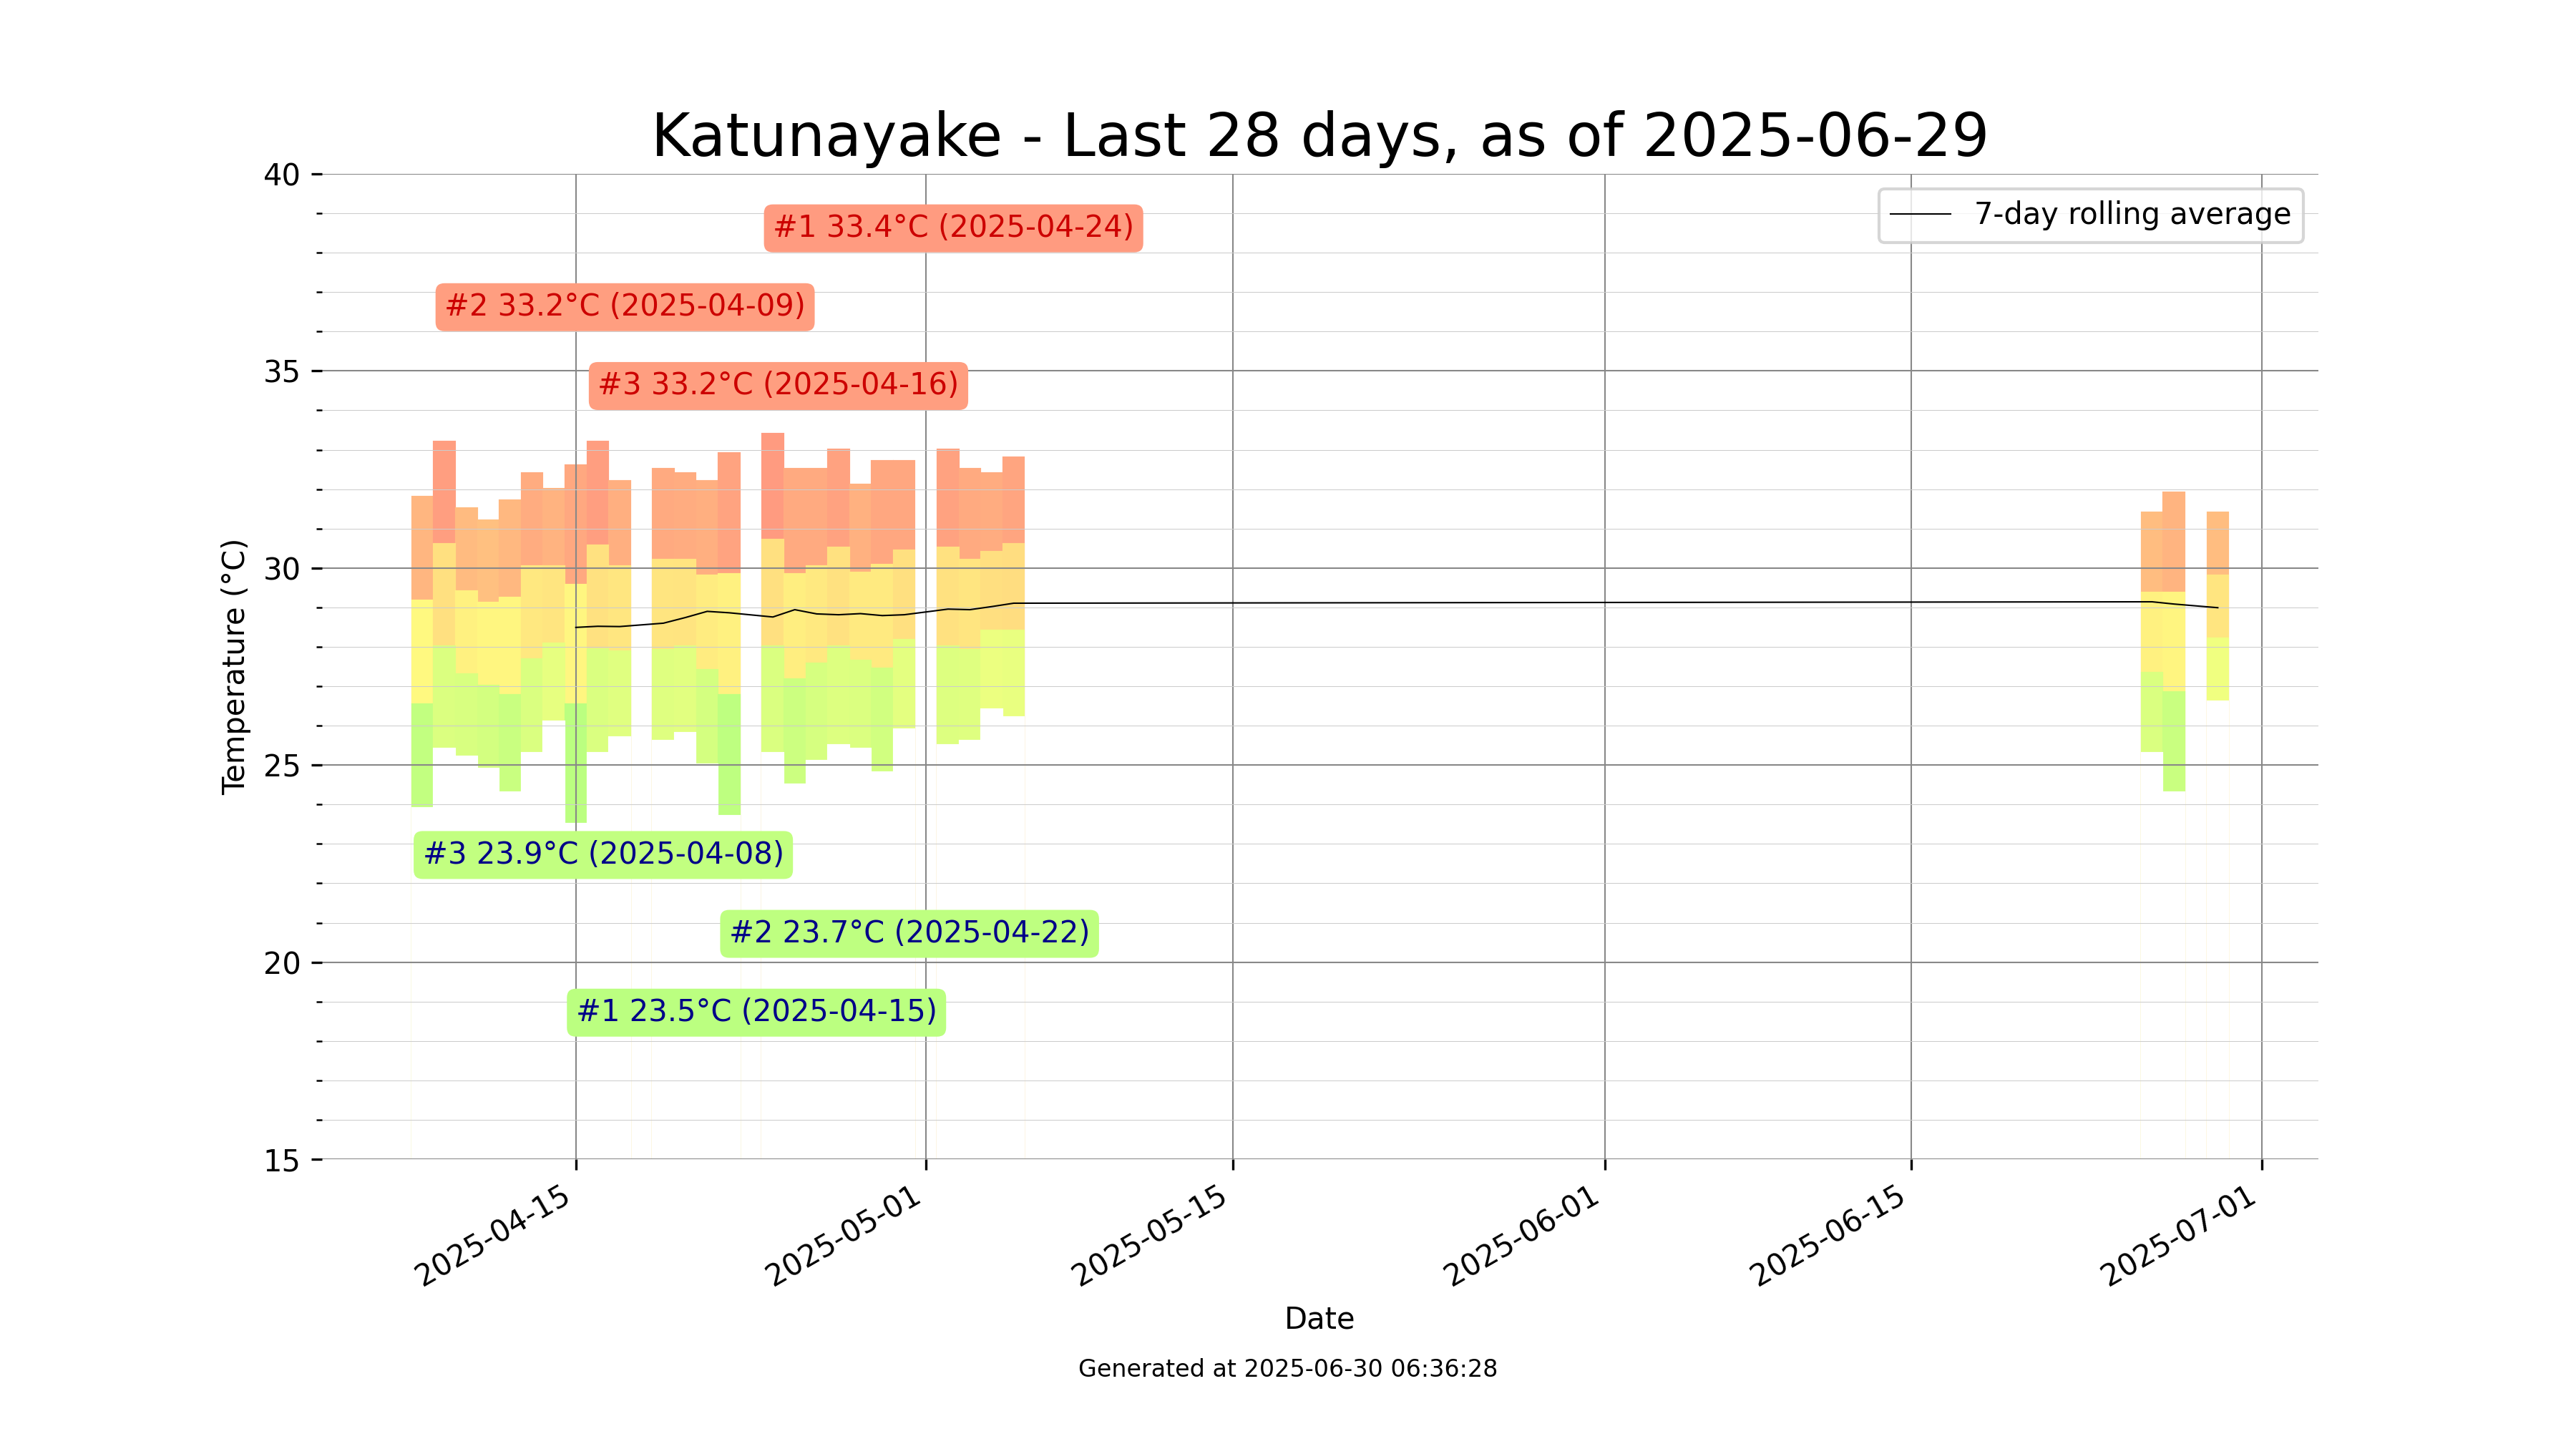 Katunayake - Last 28 days, as of 2025-06-29
40
7-day rolling average
#1 33.4°C (2025-04-24)
#2 33.2°C (2025-04-09)
35
#3 33.2°C (2025-04-16)
30
Temperature (°C)
25
#3 23.9°C (2025-04-08)
#2 23.7°C (2025-04-22)
20
#1 23.5°C (2025-04-15)
15
2025-04-15
2025-05-01
2025-05-15
2025-06-01
2025-06-15
2025-07-01
Date
Generated at 2025-06-30 06:36:28